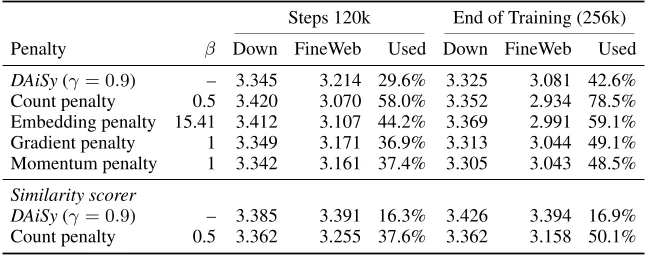 Steps 120k End of Training (256k)
Penalty β Down FineWeb Used Down FineWeb Used
DAiSy (γ = 0.9) – 3.345 3.214 29.6% 3.325 3.081 42.6%
Count penalty 0.5 3.420 3.070 58.0% 3.352 2.934 78.5%
Embedding penalty 15.41 3.412 3.107 44.2% 3.369 2.991 59.1%
Gradient penalty 1 3.349 3.171 36.9% 3.313 3.044 49.1%
Momentum penalty 1 3.342 3.161 37.4% 3.305 3.043 48.5%
Similarity scorer
DAiSy (γ = 0.9) – 3.385 3.391 16.3% 3.426 3.394 16.9%
Count penalty 0.5 3.362 3.255 37.6% 3.362 3.158 50.1%